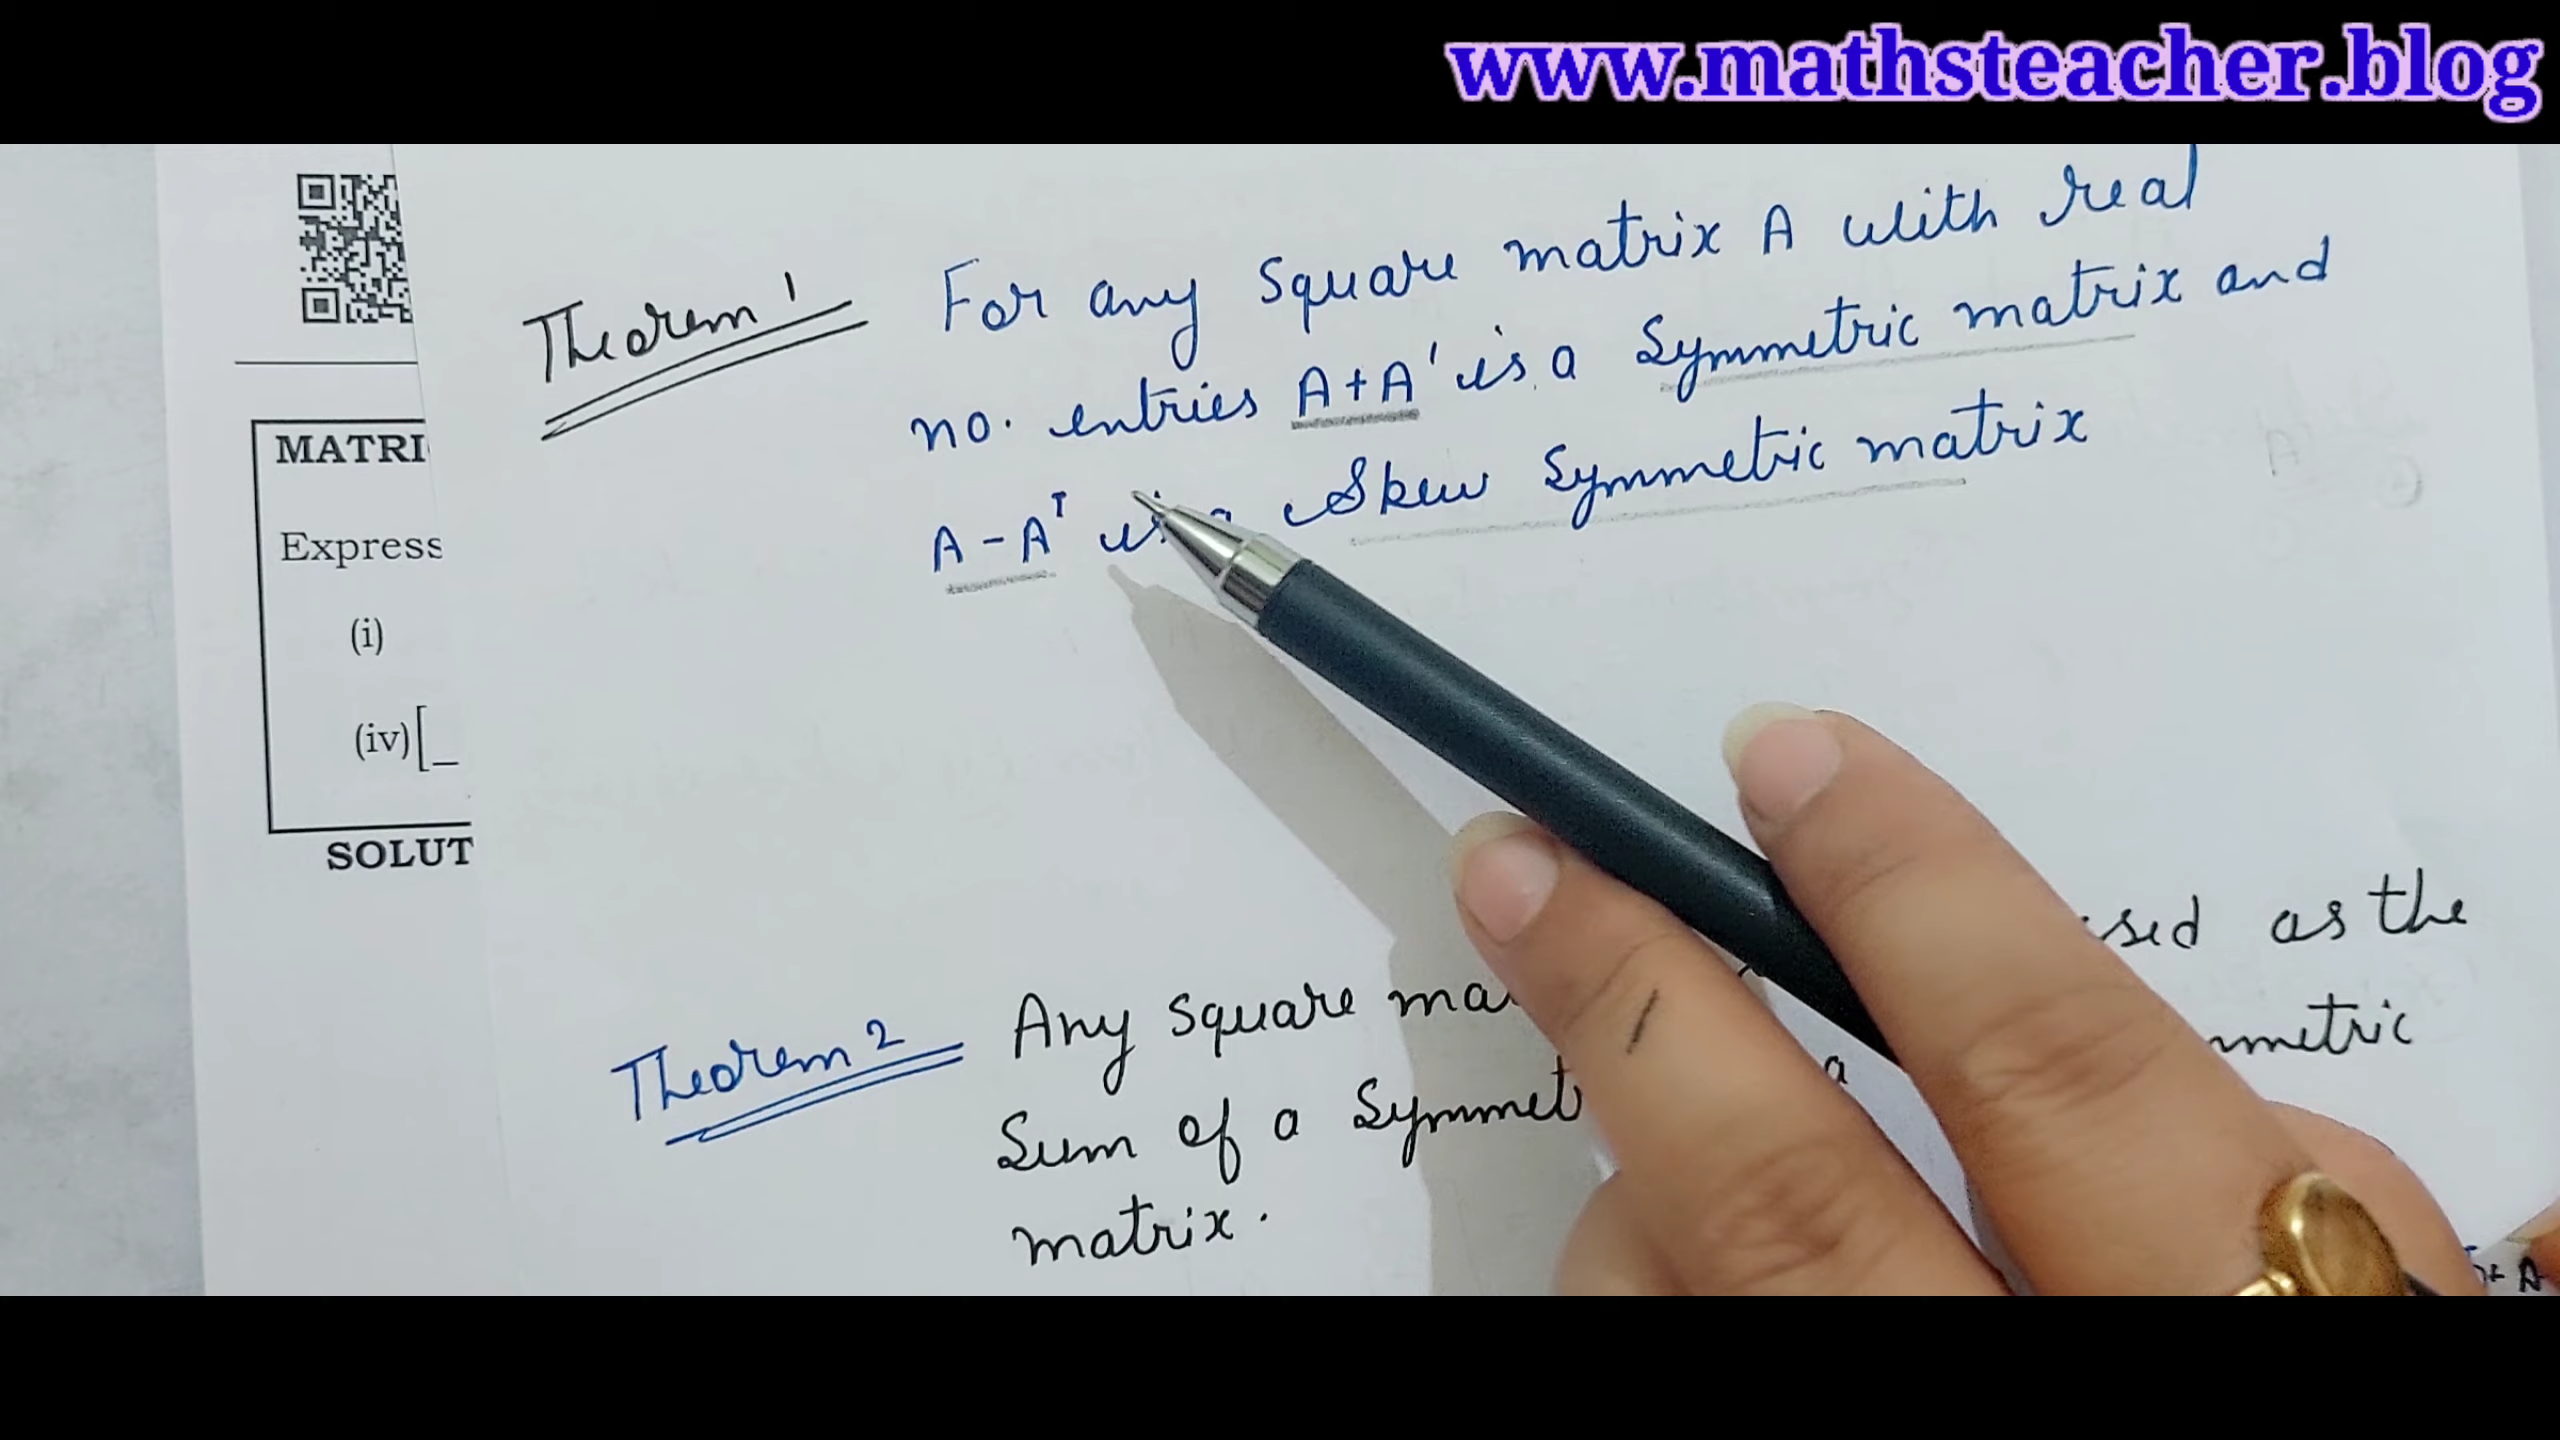 www.mathsteacher.blog
Theorem 1 For any square matrix A with real
no. entries A+A' is a Symmetric matrix and
A-Aᵀ is a Skew Symmetric matrix
MATRI
Express
(i)
(iv)[_
SOLUT
Theorem 2 Any square as the
Sum of a a
matrix.